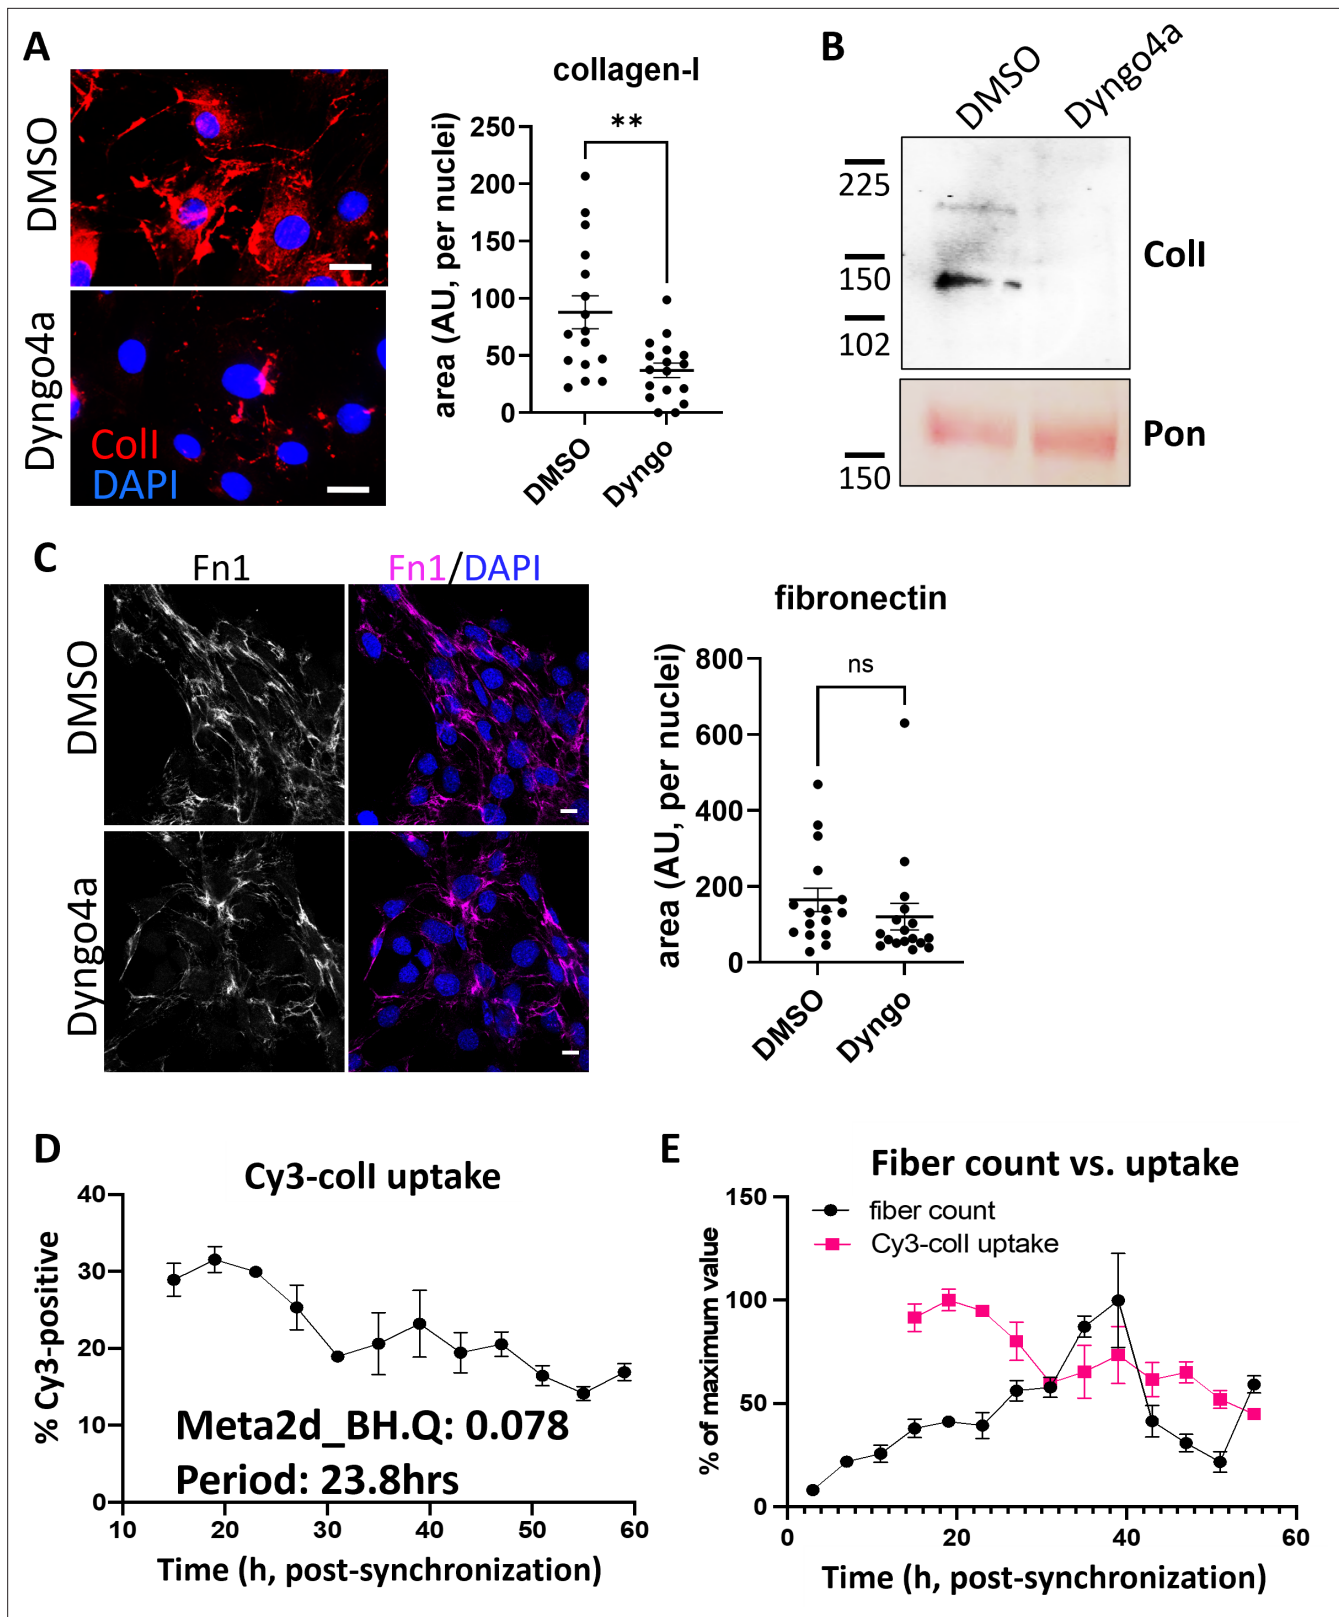 A
DMSO
Dyngo4a
ColI
DAPI
collagen-I
**
area (AU, per nuclei)
250
200
150
100
50
0
DMSO
Dyngo
B
DMSO
Dyngo4a
225
150
102
ColI
150
Pon
C
Fn1
Fn1/DAPI
DMSO
Dyngo4a
fibronectin
ns
area (AU, per nuclei)
800
600
400
200
0
DMSO
Dyngo
D
Cy3-colI uptake
% Cy3-positive
40
30
20
10
0
Meta2d_BH.Q: 0.078
Period: 23.8hrs
10 20 30 40 50 60
Time (h, post-synchronization)
E
Fiber count vs. uptake
fiber count
Cy3-colI uptake
% of maximum value
150
100
50
0
0 20 40 60
Time (h, post-synchronization)